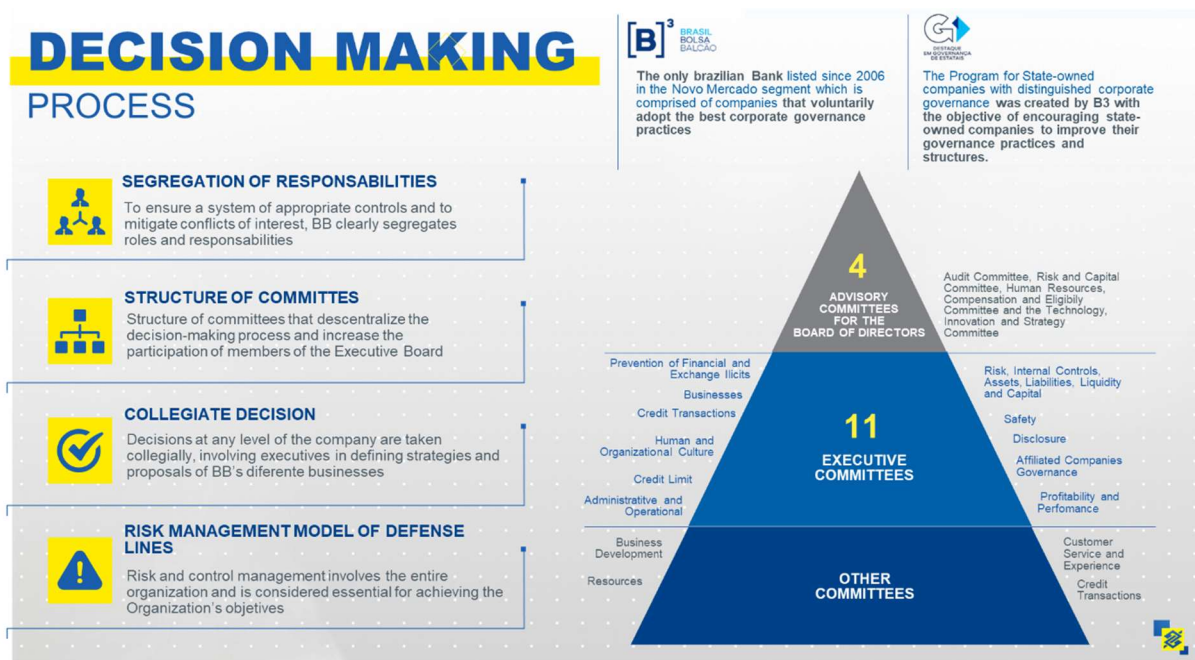 DECISION MAKING
PROCESS
[B]³ BRASIL
BOLSA
BALCÃO
The only brazilian Bank listed since 2006
in the Novo Mercado segment which is
comprised of companies that voluntarily
adopt the best corporate governance
practices
DESTAQUE
EM GOVERNANÇA
DE ESTATAIS
The Program for State-owned
companies with distinguished corporate
governance was created by B3 with
the objective of encouraging state-
owned companies to improve their
governance practices and
structures.
SEGREGATION OF RESPONSABILITIES
To ensure a system of appropriate controls and to
mitigate conflicts of interest, BB clearly segregates
roles and responsabilities
STRUCTURE OF COMMITTES
Structure of committees that descentralize the
decision-making process and increase the
participation of members of the Executive Board
COLLEGIATE DECISION
Decisions at any level of the company are taken
collegially, involving executives in defining strategies and
proposals of BB's diferente businesses
RISK MANAGEMENT MODEL OF DEFENSE
LINES
Risk and control management involves the entire
organization and is considered essential for achieving the
Organization's objectives
4
ADVISORY
COMMITTEES
FOR THE
BOARD OF DIRECTORS
Audit Committee, Risk and Capital
Committee, Human Resources,
Compensation and Eligibily
Committee and the Technology,
Innovation and Strategy
Committee
Prevention of Financial and
Exchange Ilicits
Businesses
Credit Transactions
Human and
Organizational Culture
Credit Limit
Administratitve and
Operational
11
EXECUTIVE
COMMITTEES
Risk, Internal Controls,
Assets, Liabilities, Liquidity
and Capital
Safety
Disclosure
Affiliated Companies
Governance
Profitability and
Perfomance
Business
Development
Resources
OTHER
COMMITTEES
Customer
Service and
Experience
Credit
Transactions